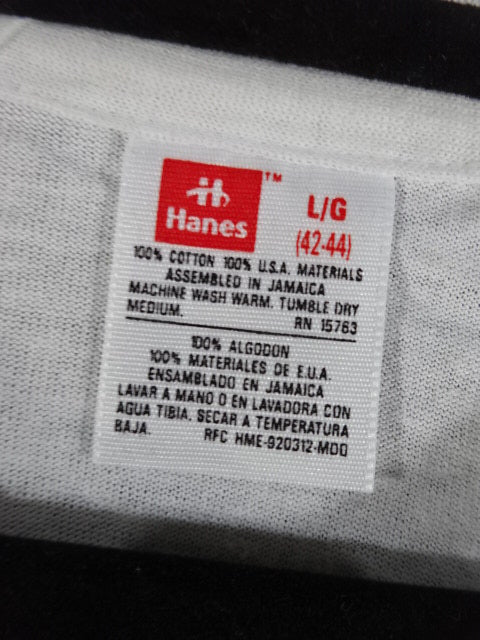 Hanes™
L/G
(42-44)
100% COTTON 100% U.S.A. MATERIALS
ASSEMBLED IN JAMAICA
MACHINE WASH WARM. TUMBLE DRY
MEDIUM. RN 15763
100% ALGODON
100% MATERIALES DE E.U.A.
ENSAMBLADO EN JAMAICA
LAVAR A MANO O EN LAVADORA CON
AGUA TIBIA. SECAR A TEMPERATURA
BAJA. RFC HME-920312-MDO